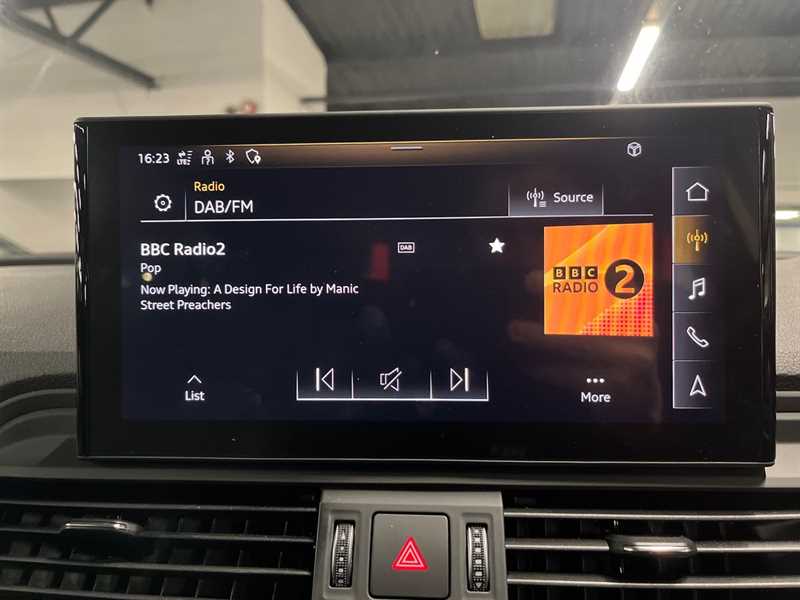 16:23 LTE
Radio
DAB/FM
Source
BBC Radio2
DAB
Pop
Now Playing: A Design For Life by Manic
Street Preachers
BBC
RADIO 2
List
More